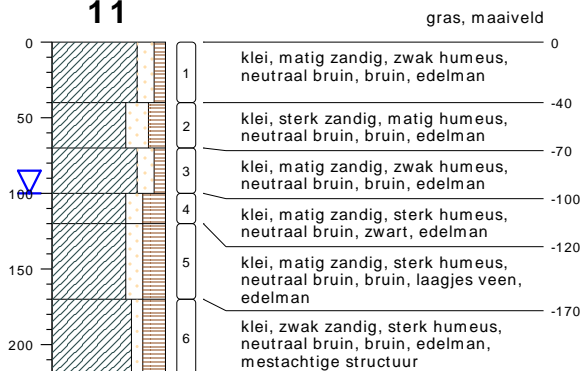 11
gras, maaiveld
0
0
klei, matig zandig, zwak humeus,
neutraal bruin, bruin, edelman
1
-40
50
2
klei, sterk zandig, matig humeus,
neutraal bruin, bruin, edelman
-70
3
klei, matig zandig, zwak humeus,
neutraal bruin, bruin, edelman
100
-100
4
klei, matig zandig, sterk humeus,
neutraal bruin, zwart, edelman
-120
150
5
klei, matig zandig, sterk humeus,
neutraal bruin, bruin, laagjes veen,
edelman
-170
200
6
klei, zwak zandig, sterk humeus,
neutraal bruin, bruin, edelman,
mestachtige structuur